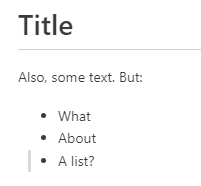 Title
Also, some text. But:
• What
• About
• A list?